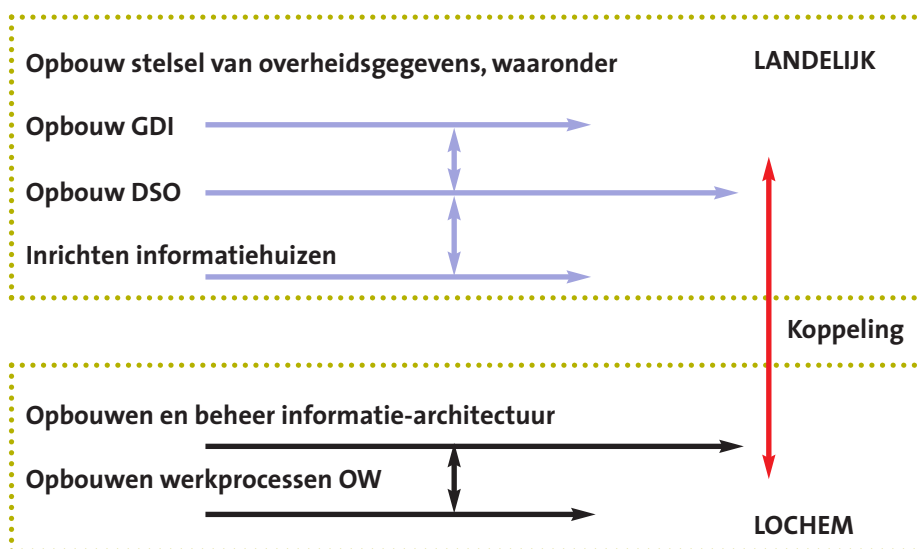 Opbouw stelsel van overheidsgegevens, waaronder
LANDELIJK
Opbouw GDI
Opbouw DSO
Inrichten informatiehuizen
Koppeling
Opbouwen en beheer informatie-architectuur
Opbouwen werkprocessen OW
LOCHEM